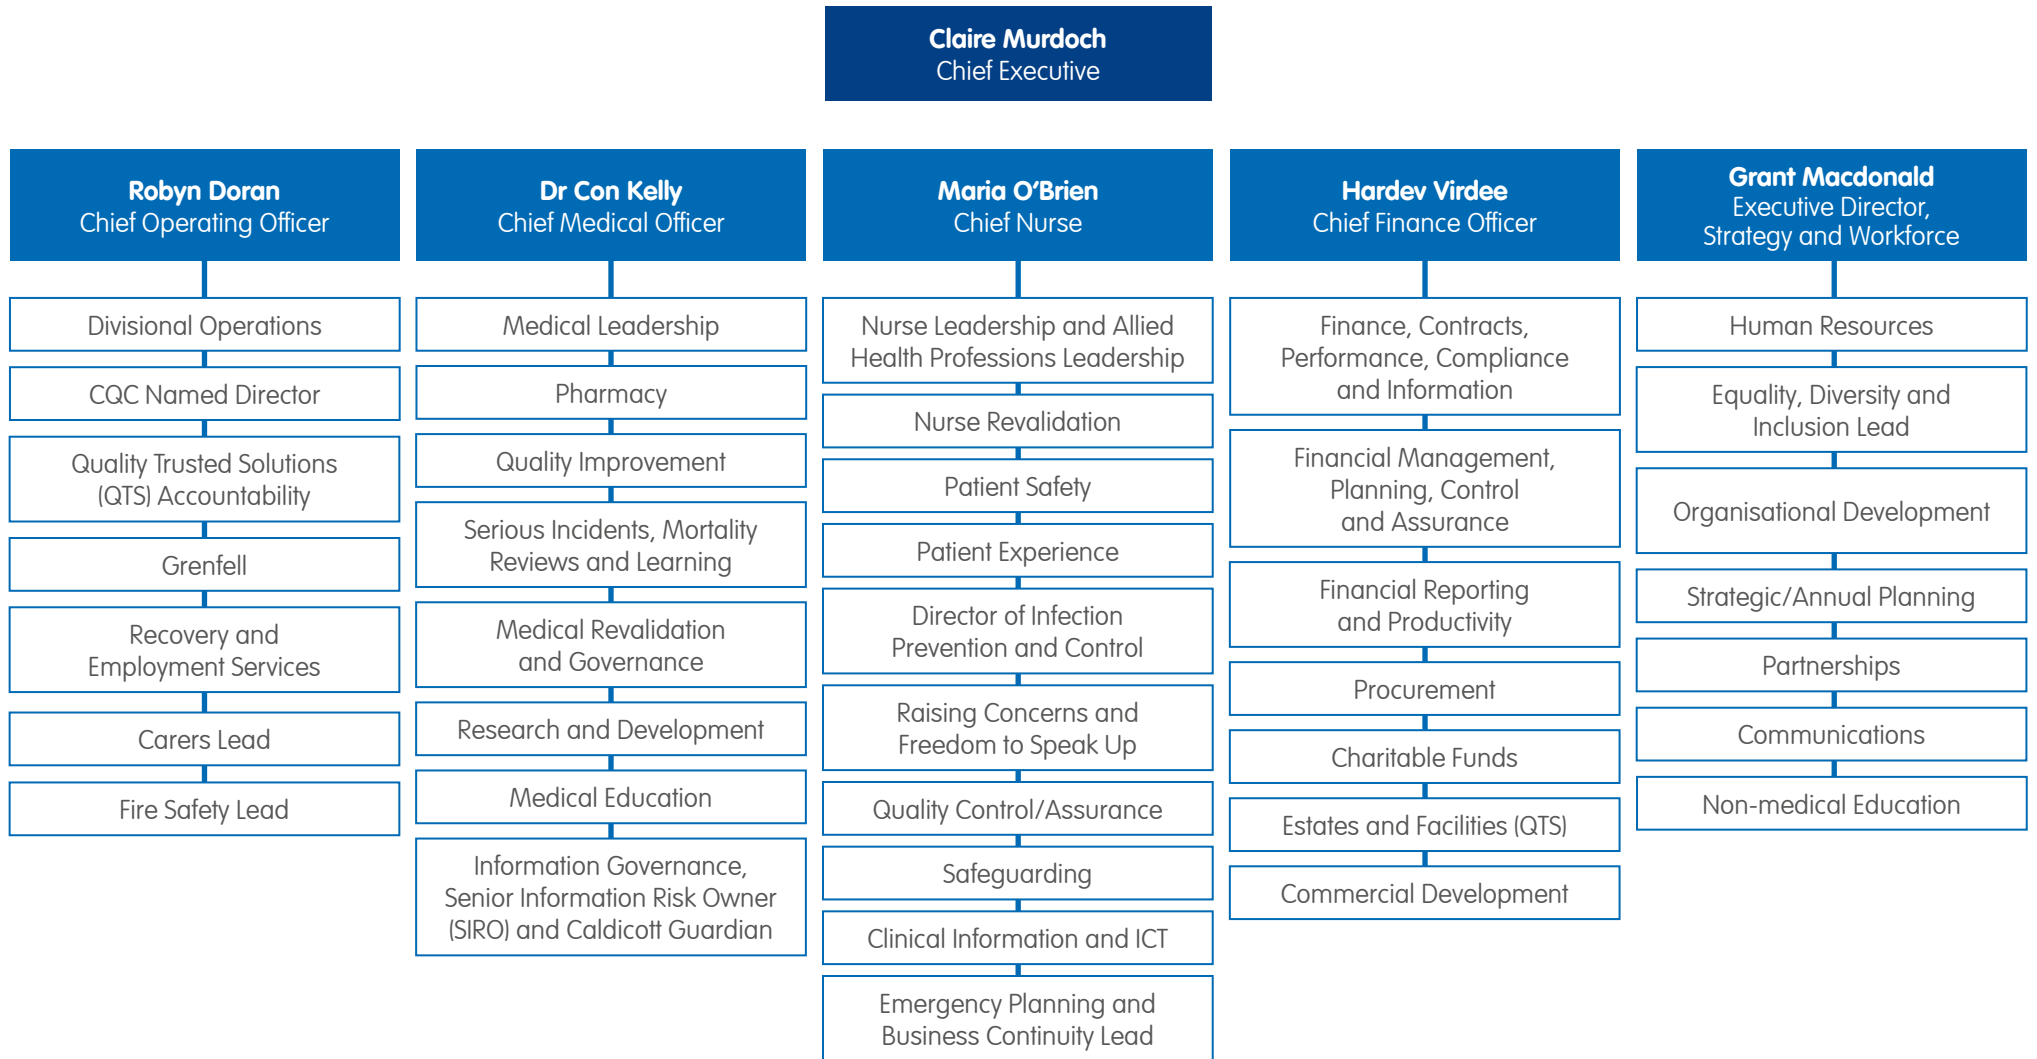 Claire Murdoch
Chief Executive
Robyn Doran
Chief Operating Officer
Divisional Operations
CQC Named Director
Quality Trusted Solutions
(QTS) Accountability
Grenfell
Recovery and
Employment Services
Carers Lead
Fire Safety Lead
Dr Con Kelly
Chief Medical Officer
Medical Leadership
Pharmacy
Quality Improvement
Serious Incidents, Mortality
Reviews and Learning
Medical Revalidation
and Governance
Research and Development
Medical Education
Information Governance,
Senior Information Risk Owner
(SIRO) and Caldicott Guardian
Maria O’Brien
Chief Nurse
Nurse Leadership and Allied
Health Professions Leadership
Nurse Revalidation
Patient Safety
Patient Experience
Director of Infection
Prevention and Control
Raising Concerns and
Freedom to Speak Up
Quality Control/Assurance
Safeguarding
Clinical Information and ICT
Emergency Planning and
Business Continuity Lead
Hardev Virdee
Chief Finance Officer
Finance, Contracts,
Performance, Compliance
and Information
Financial Management,
Planning, Control
and Assurance
Financial Reporting
and Productivity
Procurement
Charitable Funds
Estates and Facilities (QTS)
Commercial Development
Grant Macdonald
Executive Director,
Strategy and Workforce
Human Resources
Equality, Diversity and
Inclusion Lead
Organisational Development
Strategic/Annual Planning
Partnerships
Communications
Non-medical Education